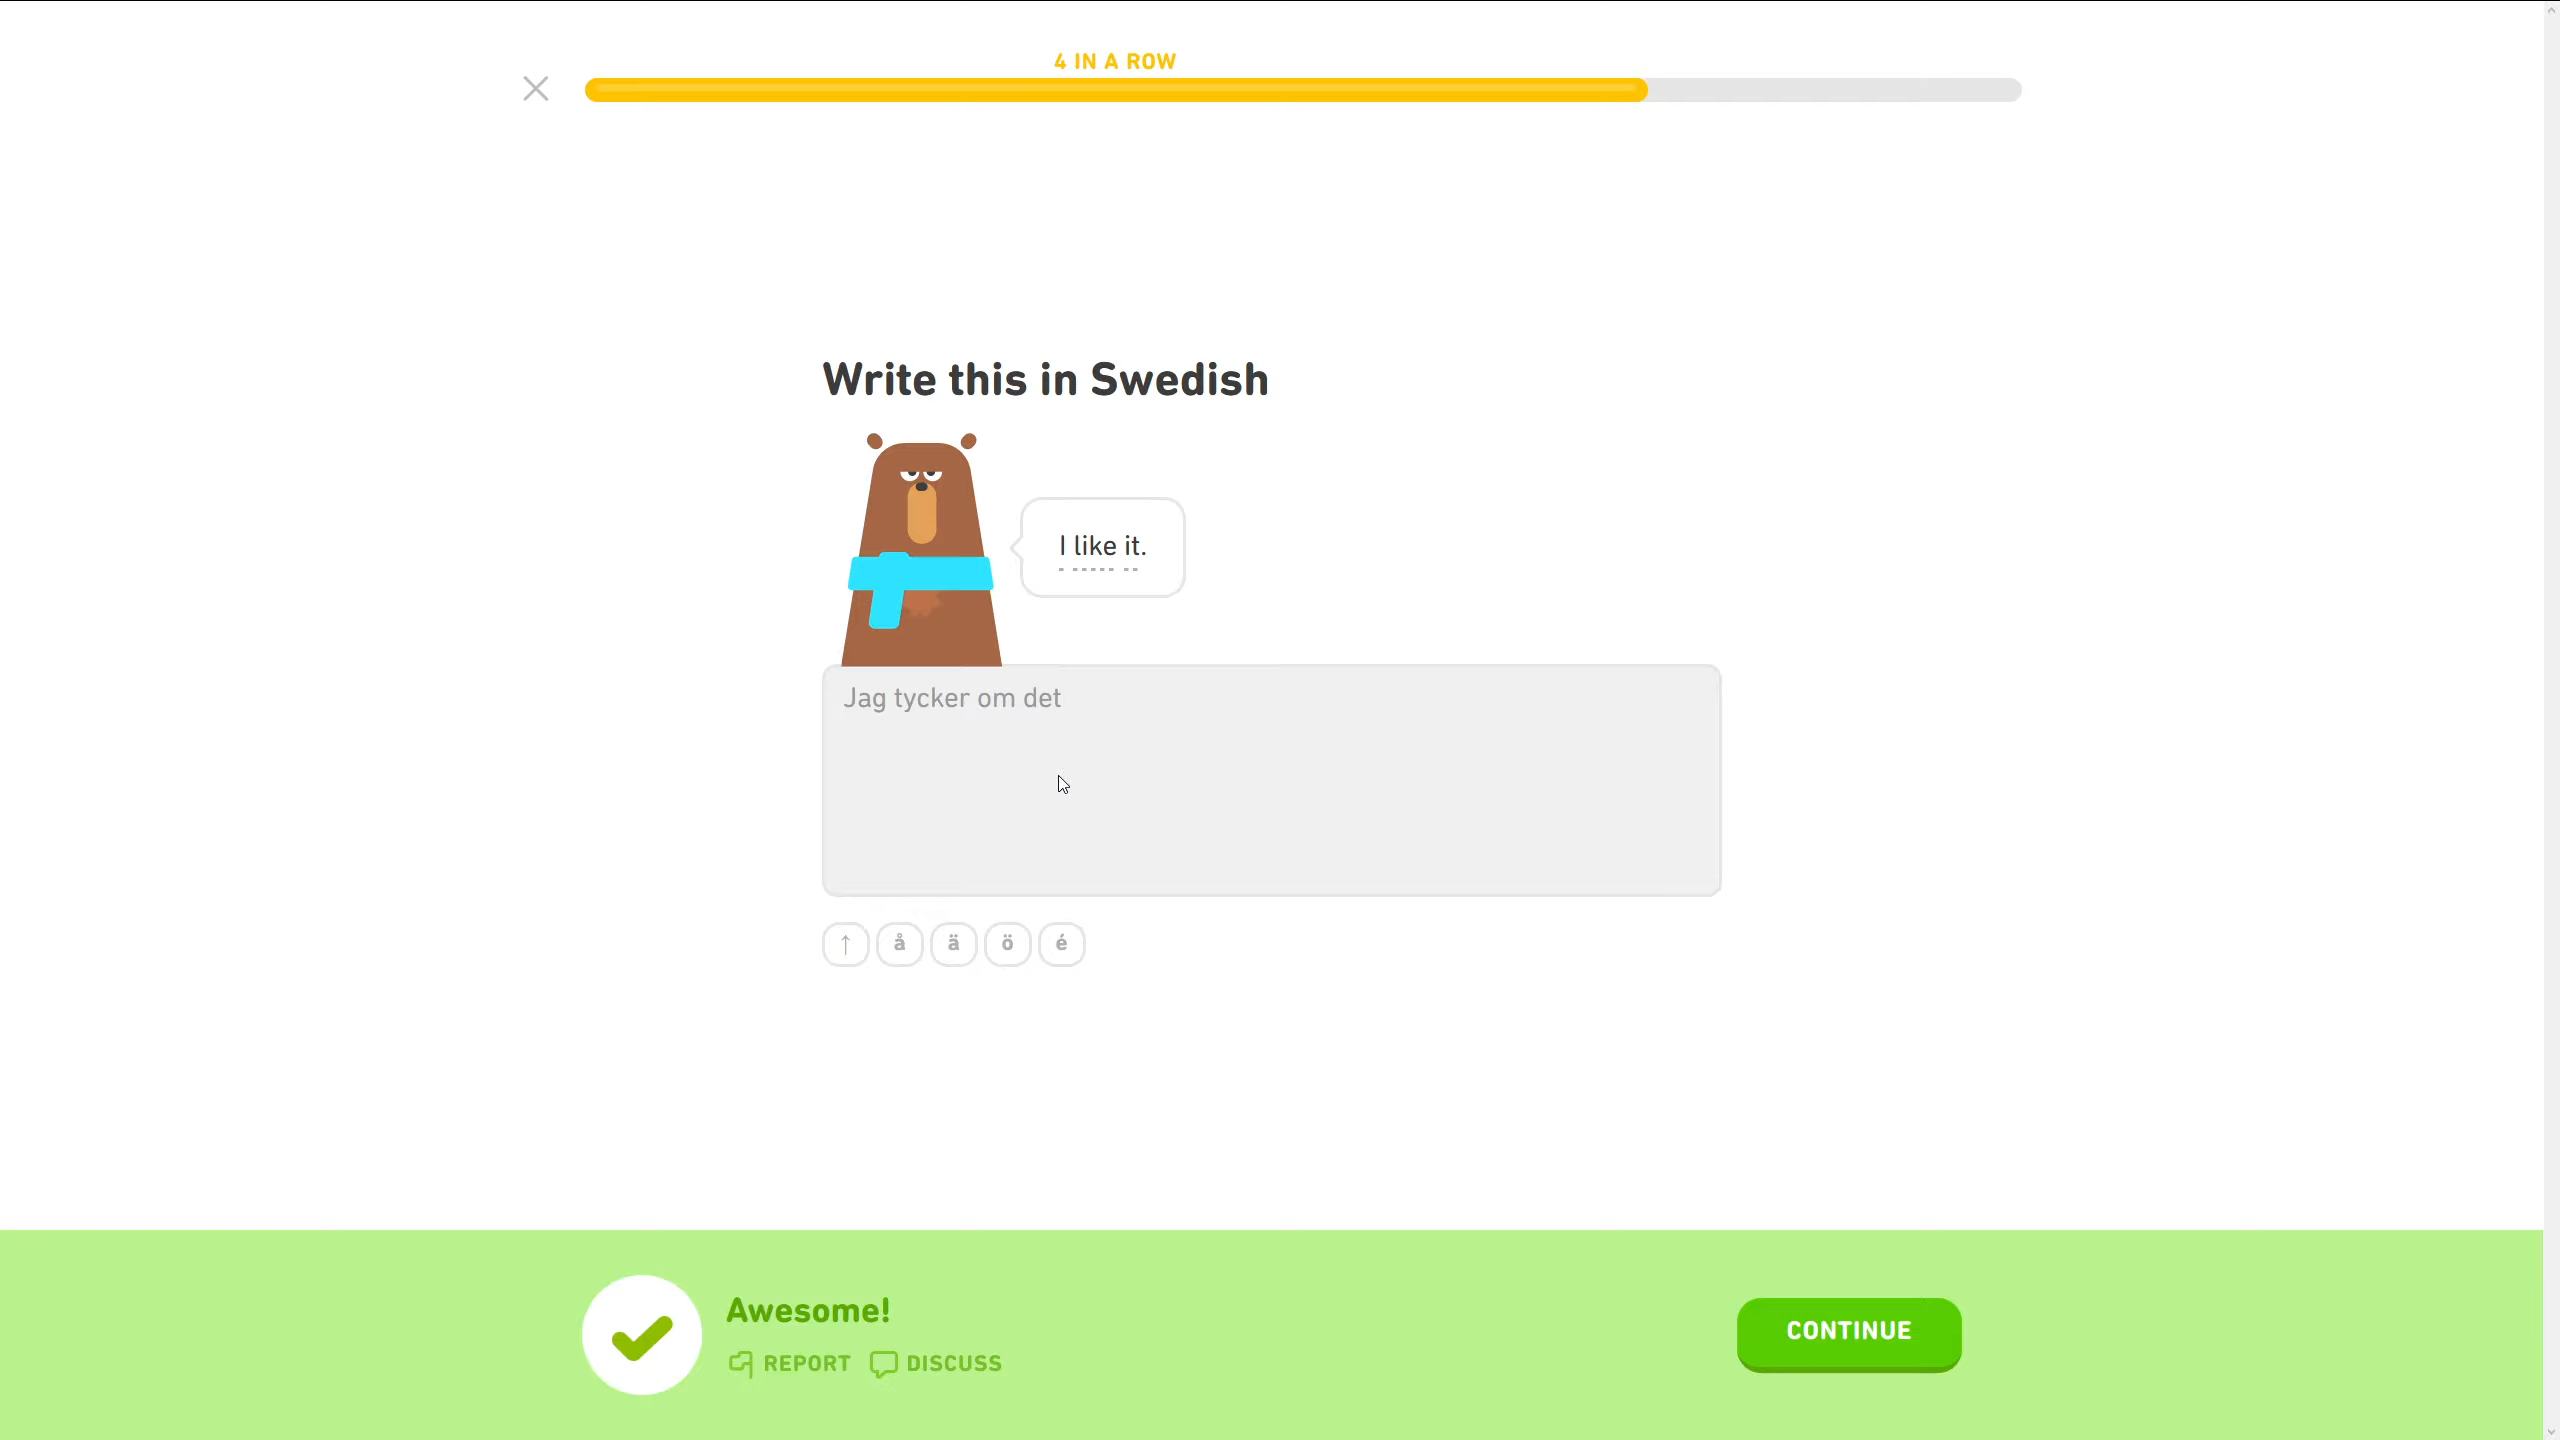 4 IN A ROW
Write this in Swedish
I like it.
Jag tycker om det
↑ å ä ö é
Awesome!
REPORT DISCUSS
CONTINUE